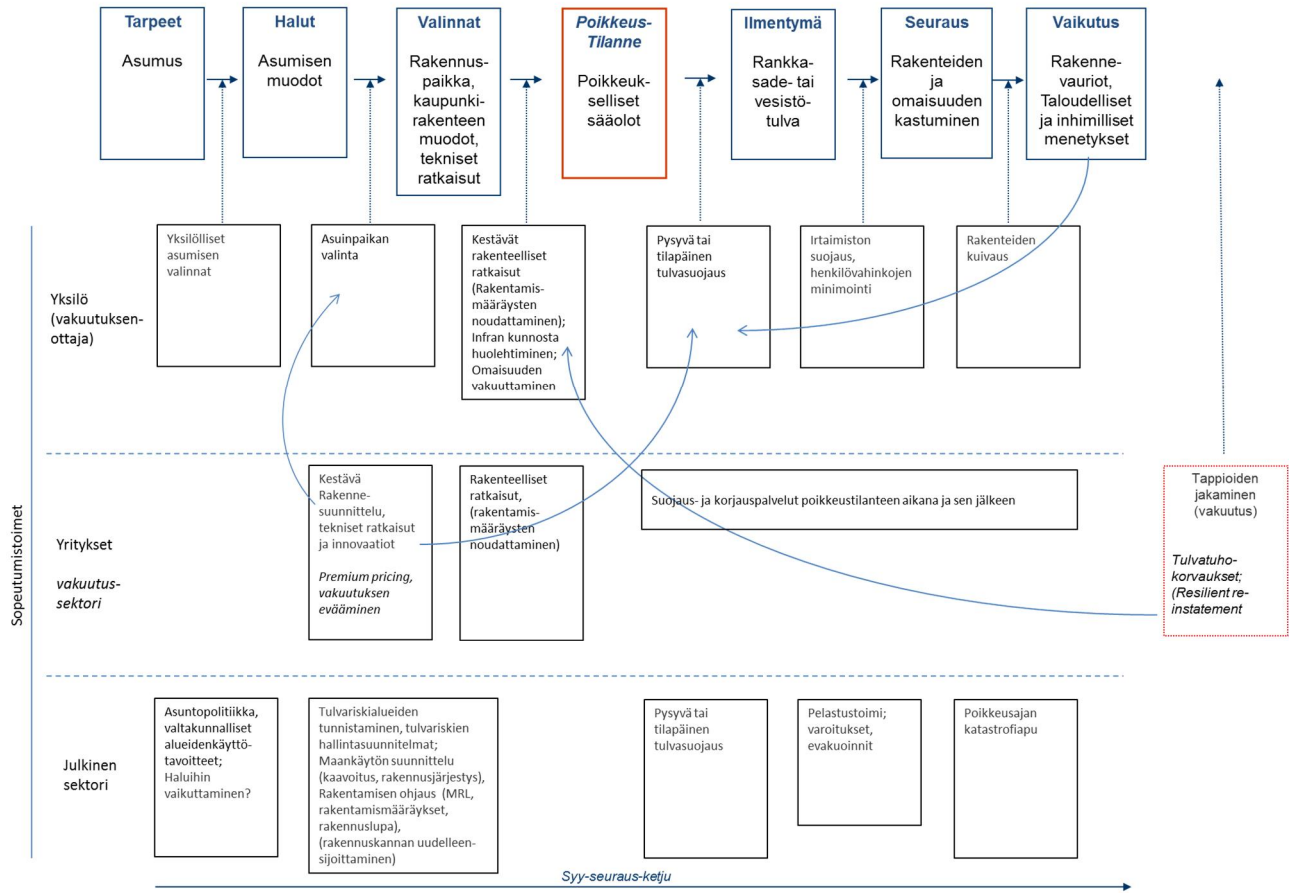 Tarpeet
Asumus
Halut
Asumisen
muodot
Valinnat
Rakennus-
paikka,
kaupunki-
rakenteen
muodot,
tekniset
ratkaisut
Poikkeus-
Tilanne
Poikkeuk-
selliset
sääolot
Ilmentymä
Rankka-
sade- tai
vesistö-
tulva
Seuraus
Rakenteiden
ja
omaisuuden
kastuminen
Vaikutus
Rakenne-
vauriot,
Taloudelliset
ja inhimilliset
menetykset
Sopeutumistoimet
Yksilö
(vakuutuksen-
ottaja)
Yksilölliset
asumisen
valinnat
Asuinpaikan
valinta
Kestävät
rakenteelliset
ratkaisut
(Rakentamis-
määräysten
noudattaminen);
Infran kunnosta
huolehtiminen;
Omaisuuden
vakuuttaminen
Pysyvä tai
tilapäinen
tulvasuojaus
Irtaimiston
suojaus,
henkilövahinkojen
minimointi
Rakenteiden
kuivaus
Yritykset
vakuutus-
sektori
Kestävä
Rakenne-
suunnittelu,
tekniset ratkaisut
ja innovaatiot
Premium pricing,
vakuutuksen
evääminen
Rakenteelliset
ratkaisut,
(rakentamis-
määräysten
noudattaminen)
Suojaus- ja korjauspalvelut poikkeustilanteen aikana ja sen jälkeen
Tappioiden
jakaminen
(vakuutus)
Tulvatuho-
korvaukset;
(Resilient re-
instatement
Julkinen
sektori
Asuntopolitiikka,
valtakunnalliset
alueidenkäyttö-
tavoitteet;
Haluihin
vaikuttaminen?
Tulvariskialueiden
tunnistaminen, tulvariskien
hallintasuunnitelmat;
Maankäytön suunnittelu
(kaavoitus, rakennusjärjestys),
Rakentamisen ohjaus (MRL,
rakentamismääräykset,
rakennuslupa),
(rakennuskannan uudelleen-
sijoittaminen)
Pysyvä tai
tilapäinen
tulvasuojaus
Pelastustoimi;
varoitukset,
evakuoinnit
Poikkeusajan
katastrofiapu
Syy-seuraus-ketju